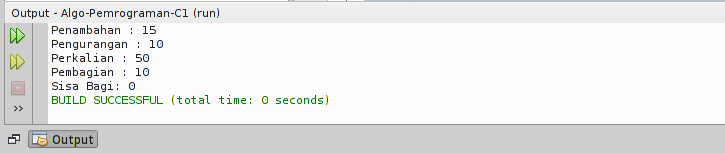 Output - Algo-Pemrograman-C1 (run)
Penambahan : 15
Pengurangan : 10
Perkalian : 50
Pembagian : 10
Sisa Bagi: 0
BUILD SUCCESSFUL (total time: 0 seconds)
Output